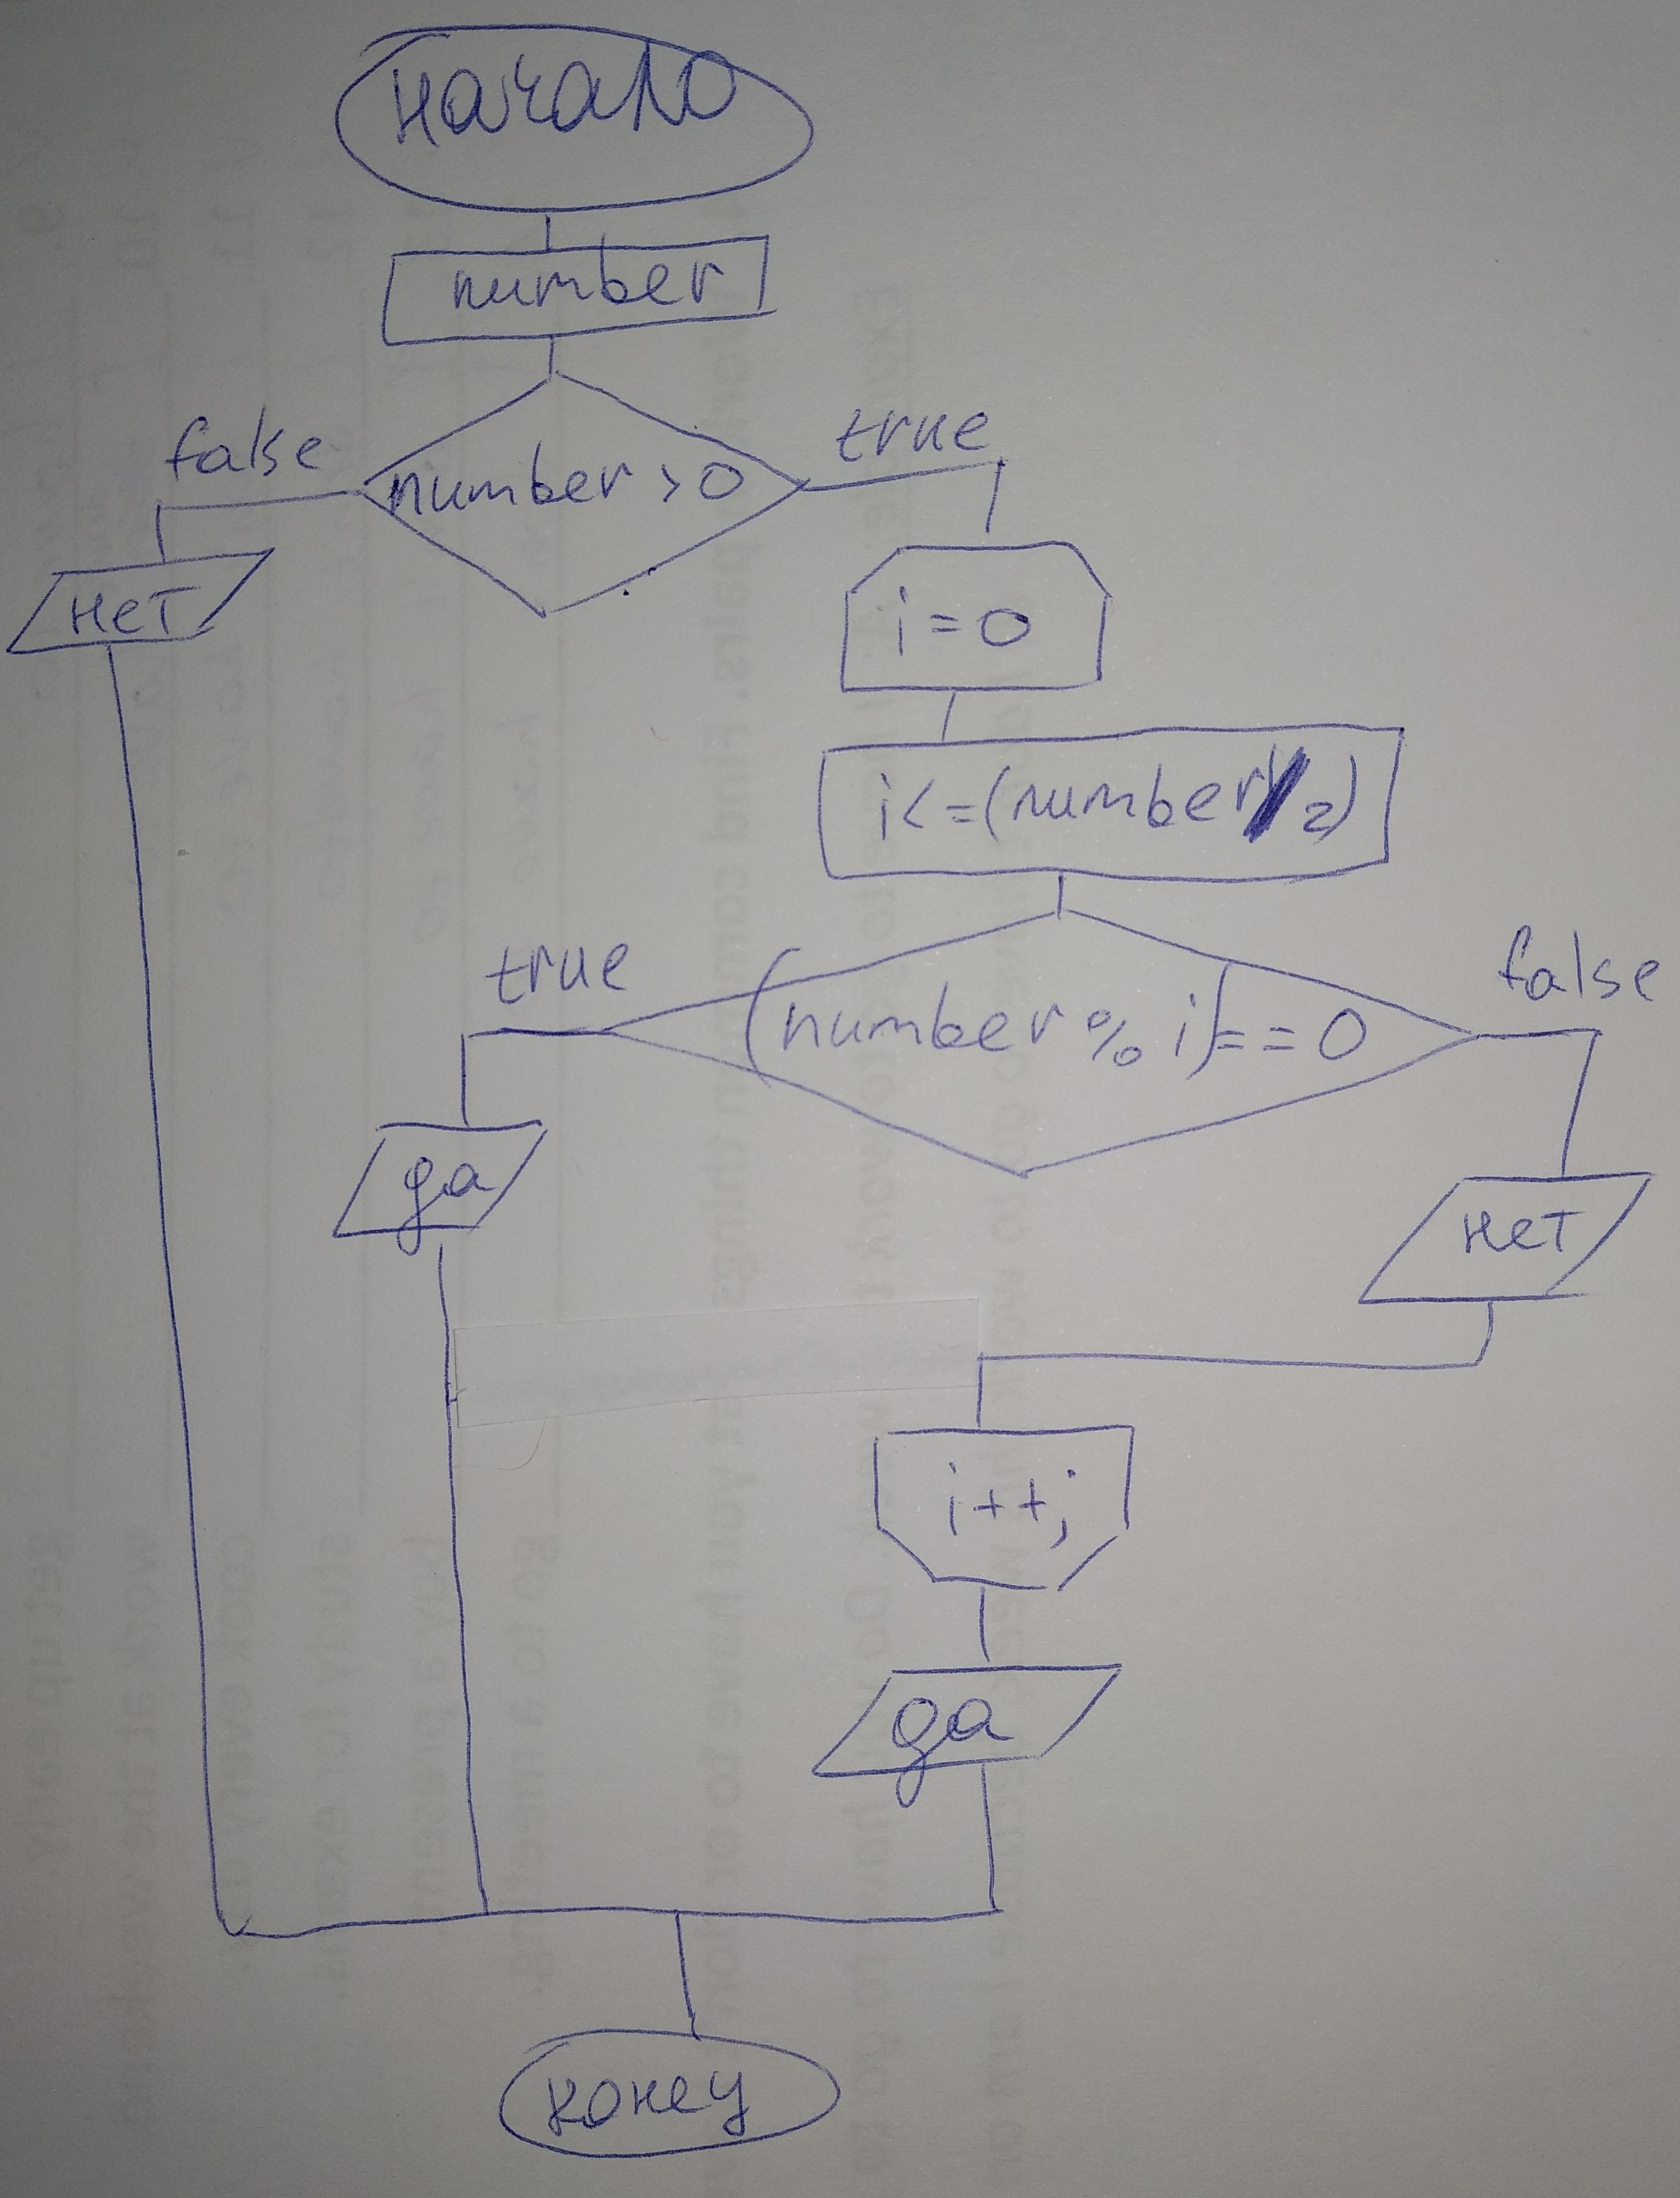 начало
number
false
true
number > 0
нет
i = 0
i <= (number / 2)
true
false
(number % i) == 0
да
нет
i++;
да
конец